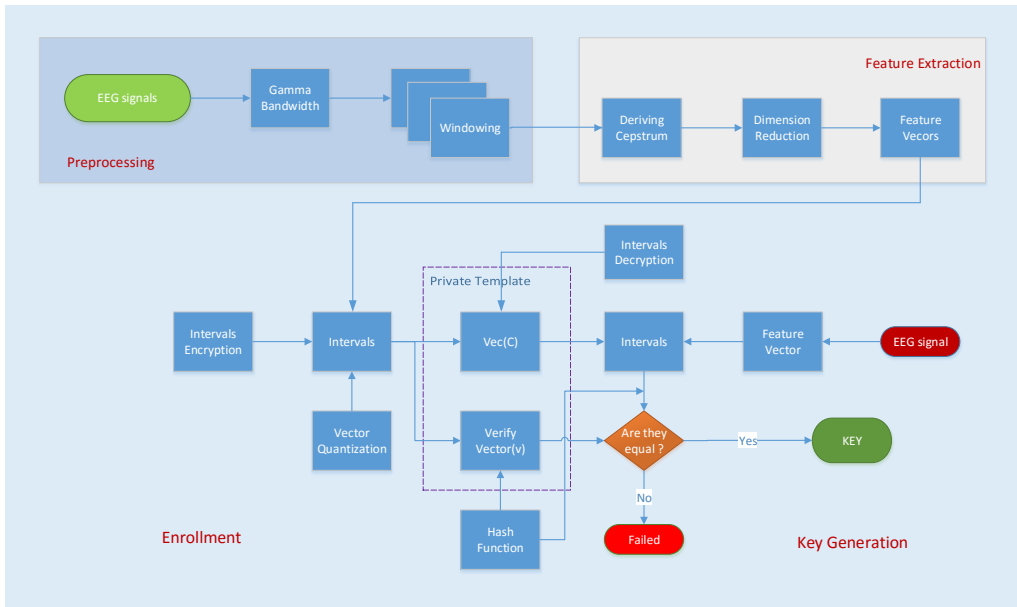 Feature Extraction
EEG signals
Gamma
Bandwidth
Windowing
Deriving
Cepstrum
Dimension
Reduction
Feature
Vecors
Preprocessing
Intervals
Decryption
Private Template
Intervals
Encryption
Intervals
Vec(C)
Intervals
Feature
Vector
EEG signal
Vector
Quantization
Verify
Vector(v)
Are they
equal ?
Yes
KEY
No
Hash
Function
Failed
Enrollment
Key Generation